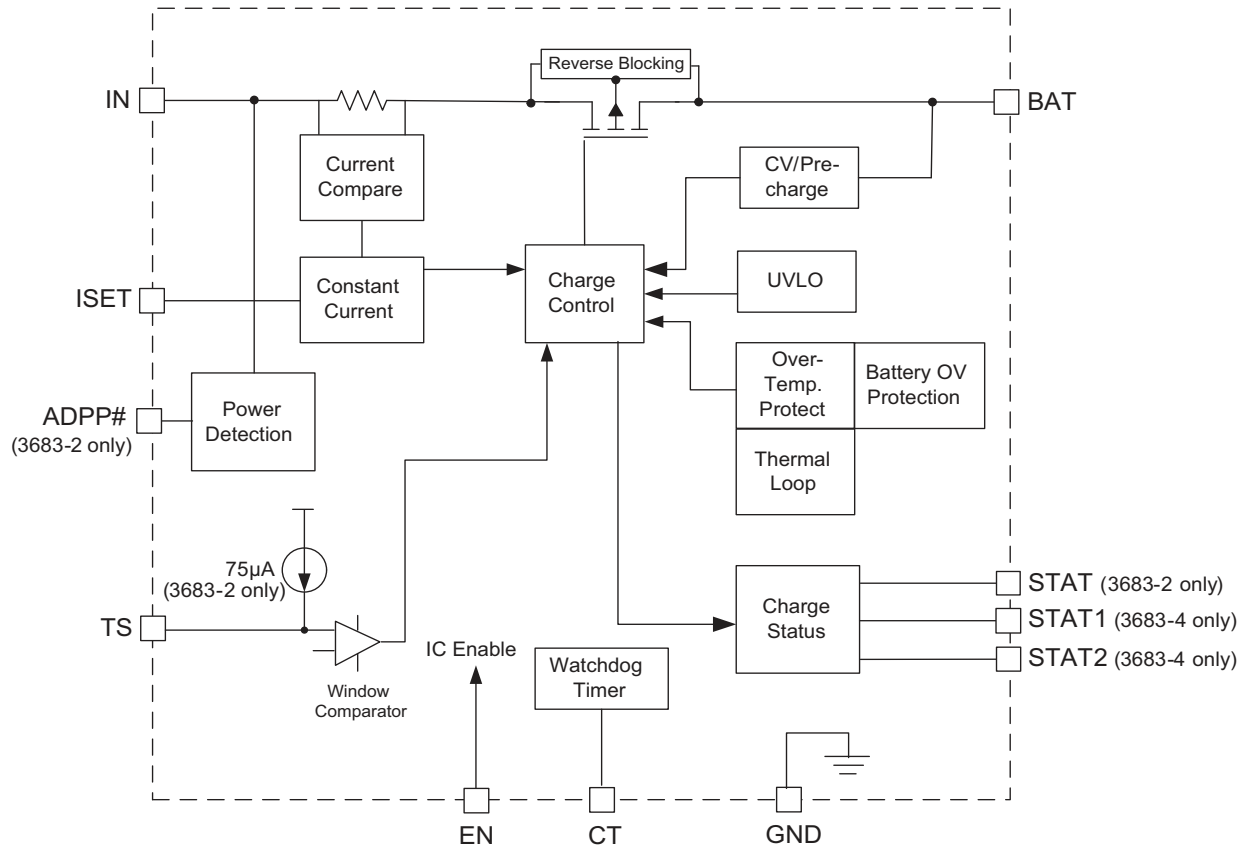 Reverse Blocking
IN
BAT
Current
Compare
CV/Pre-
charge
ISET
Constant
Current
Charge
Control
UVLO
Over-
Temp.
Protect
Battery OV
Protection
ADPP#
(3683-2 only)
Power
Detection
Thermal
Loop
75µA
(3683-2 only)
TS
Window
Comparator
IC Enable
Watchdog
Timer
Charge
Status
STAT (3683-2 only)
STAT1 (3683-4 only)
STAT2 (3683-4 only)
EN
CT
GND